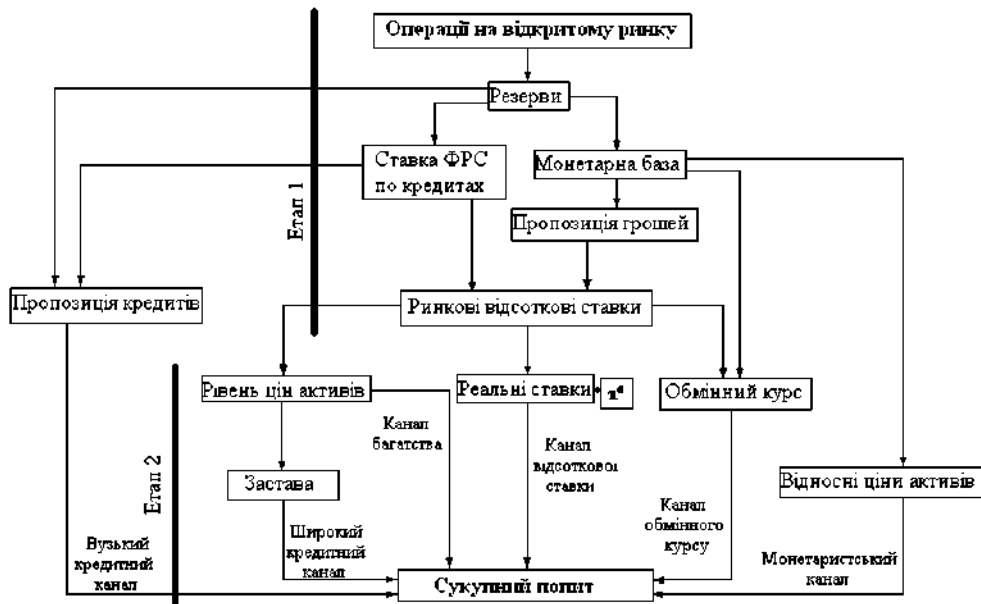 Операції на відкритому ринку
Резерви
Ставка ФРС
по кредитах
Монетарна база
Етап 1
Пропозиція грошей
Пропозиція кредитів
Ринкові відсоткові ставки
Рівень цін активів
Реальні ставки
πᵉ
Обмінний курс
Канал
багатства
Канал
відсоткової
ставки
Етап 2
Застава
Відносні ціни активів
Канал
обмінного
курсу
Широкий
кредитний
канал
Вузький
кредитний
канал
Монетаристський
канал
Сукупний попит